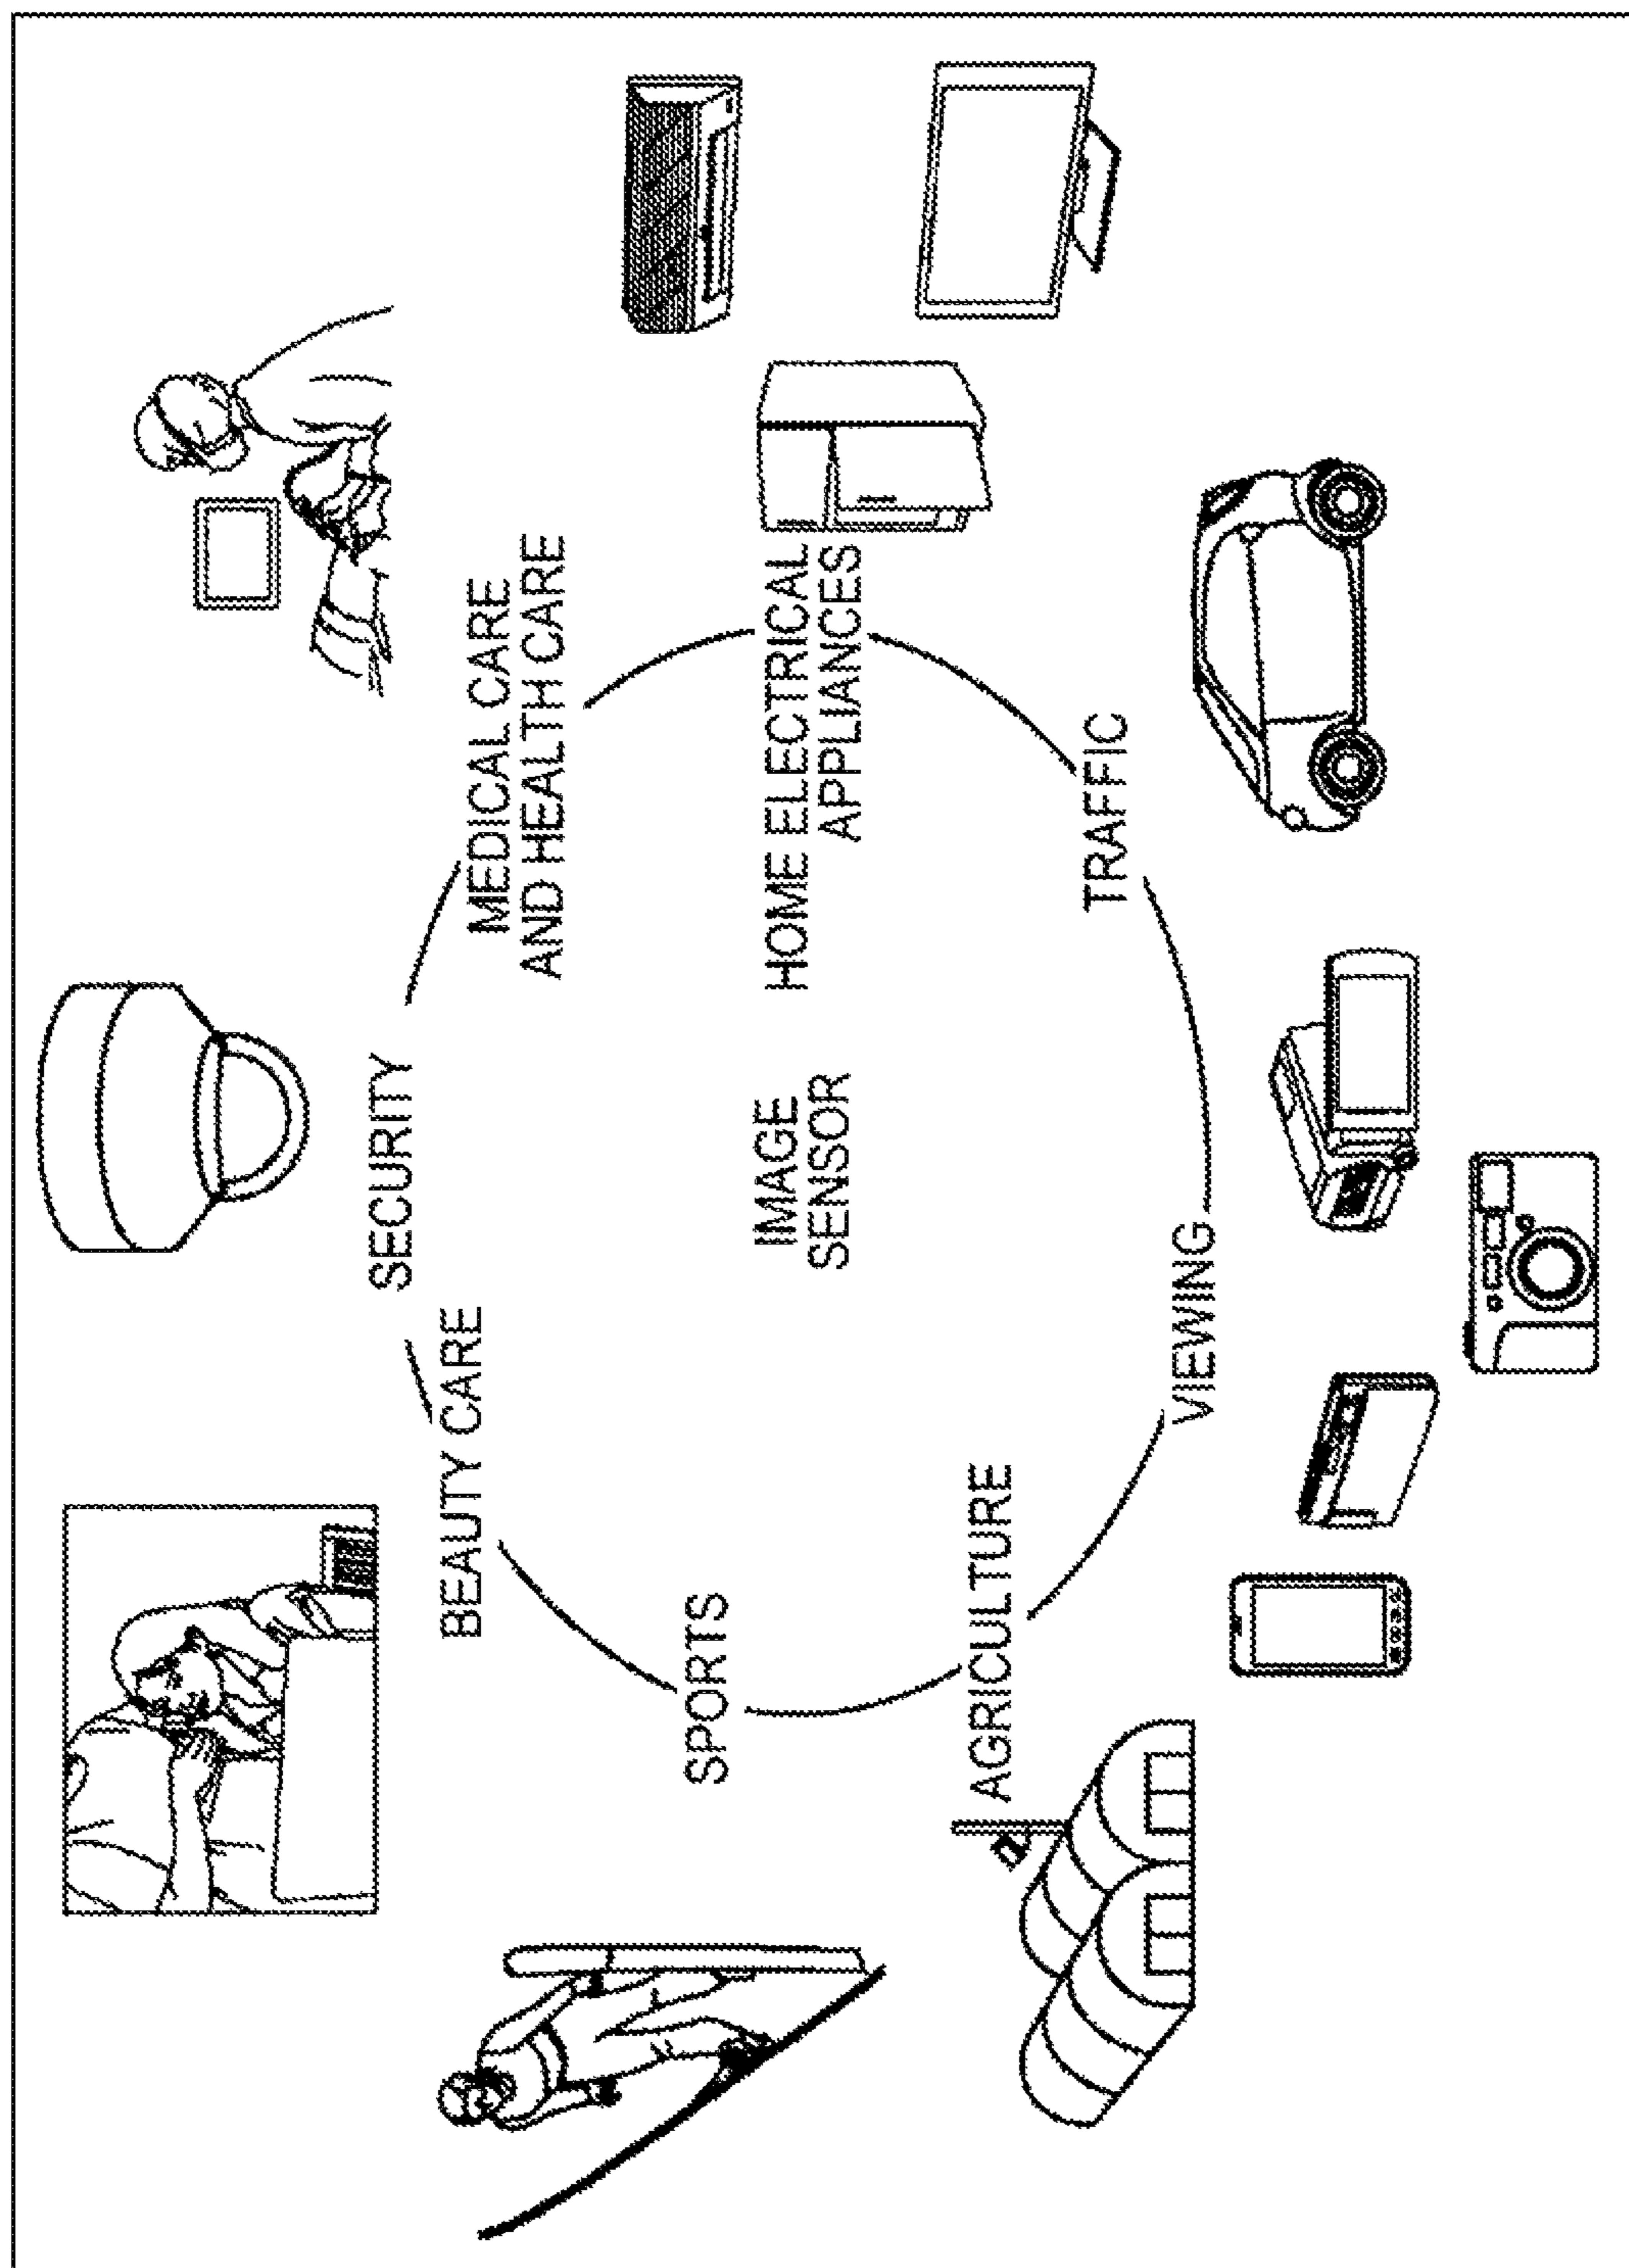 SECURITY
BEAUTY CARE
MEDICAL CARE
AND HEALTH CARE
SPORTS
IMAGE
SENSOR
HOME ELECTRICAL
APPLIANCES
AGRICULTURE
TRAFFIC
VIEWING